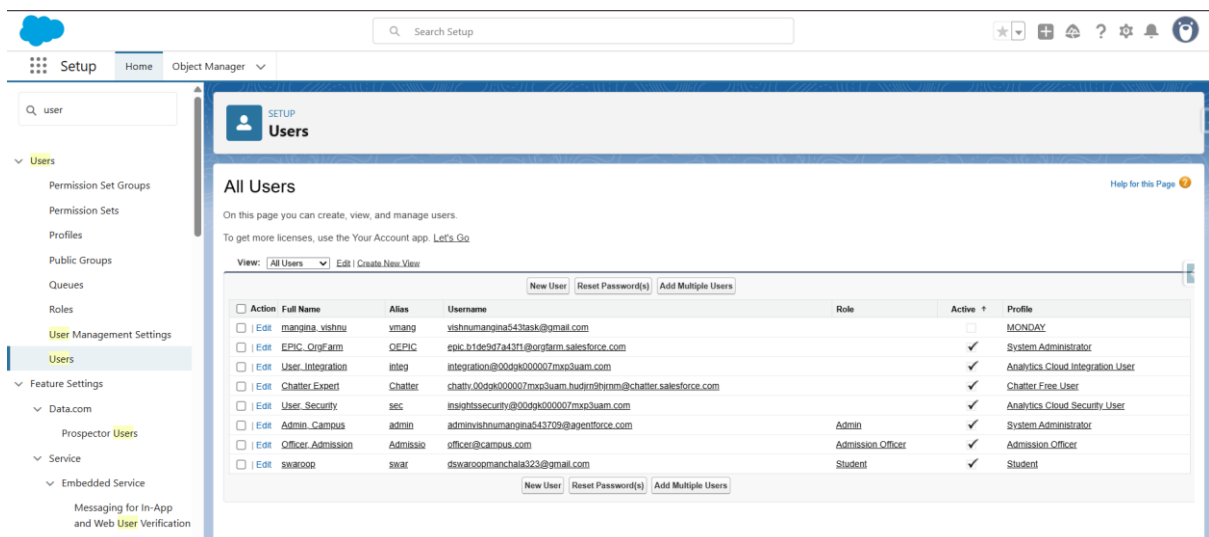 Search Setup
Setup Home Object Manager
user
SETUP
Users
Users
Permission Set Groups
Permission Sets
Profiles
Public Groups
Queues
Roles
User Management Settings
Users
Feature Settings
Data.com
Prospector Users
Service
Embedded Service
Messaging for In-App
and Web User Verification
All Users
Help for this Page ?
On this page you can create, view, and manage users.
To get more licenses, use the Your Account app. Let's Go
View: All Users Edit | Create New View
New User Reset Password(s) Add Multiple Users
Action Full Name Alias Username Role Active ↑ Profile
| Edit mangina, vishnu vmang vishnumangina543task@gmail.com MONDAY
| Edit EPIC, OrgFarm OEPIC epic.b1de9d7a43f1@orgfarm.salesforce.com ✓ System Administrator
| Edit User, Integration integ integration@00dgk000007mxp3uam.com ✓ Analytics Cloud Integration User
| Edit Chatter Expert Chatter chatty.00dgk000007mxp3uam.hudjrn9hjrnm@chatter.salesforce.com ✓ Chatter Free User
| Edit User, Security sec insightssecurity@00dgk000007mxp3uam.com ✓ Analytics Cloud Security User
| Edit Admin, Campus admin adminvishnumangina543709@agentforce.com Admin ✓ System Administrator
| Edit Officer, Admission Admissio officer@campus.com Admission Officer ✓ Admission Officer
| Edit swaroop swar dswaroopmanchala323@gmail.com Student ✓ Student
New User Reset Password(s) Add Multiple Users